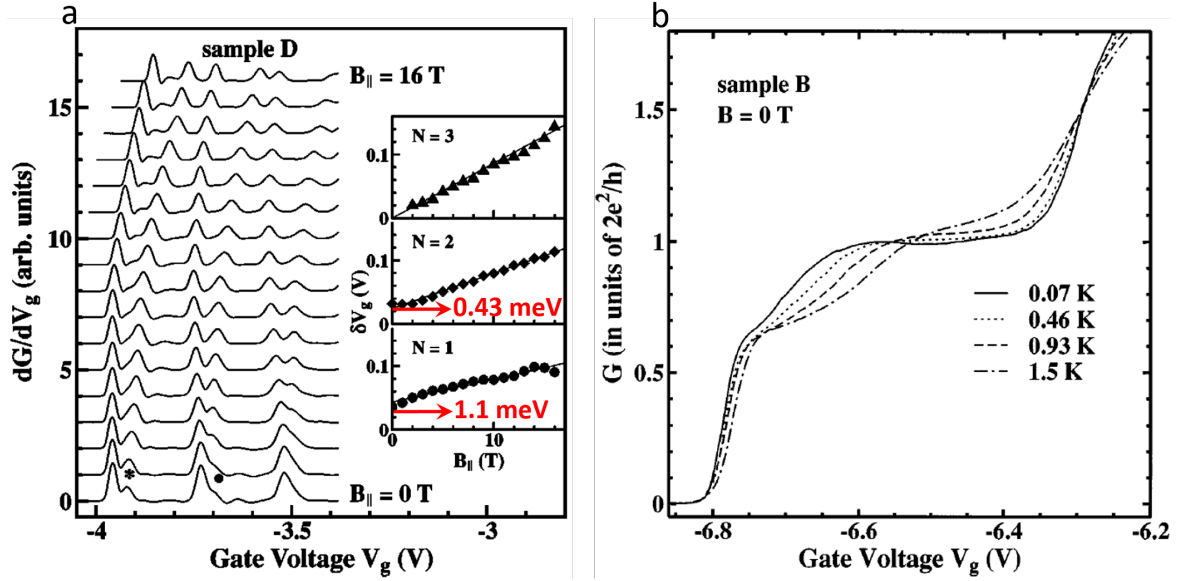 a
sample D
B|| = 16 T
15
10
5
0
dG/dVg (arb. units)
*
B|| = 0 T
-4
-3.5
-3
Gate Voltage Vg (V)
N = 3
0.1
0
N = 2
0.1
0
0.43 meV
N = 1
0.1
0
1.1 meV
δVg (V)
0
10
B|| (T)
b
sample B
B = 0 T
1.5
1
0.5
0
G (in units of 2e²/h)
0.07 K
0.46 K
0.93 K
1.5 K
-6.8
-6.6
-6.4
-6.2
Gate Voltage Vg (V)